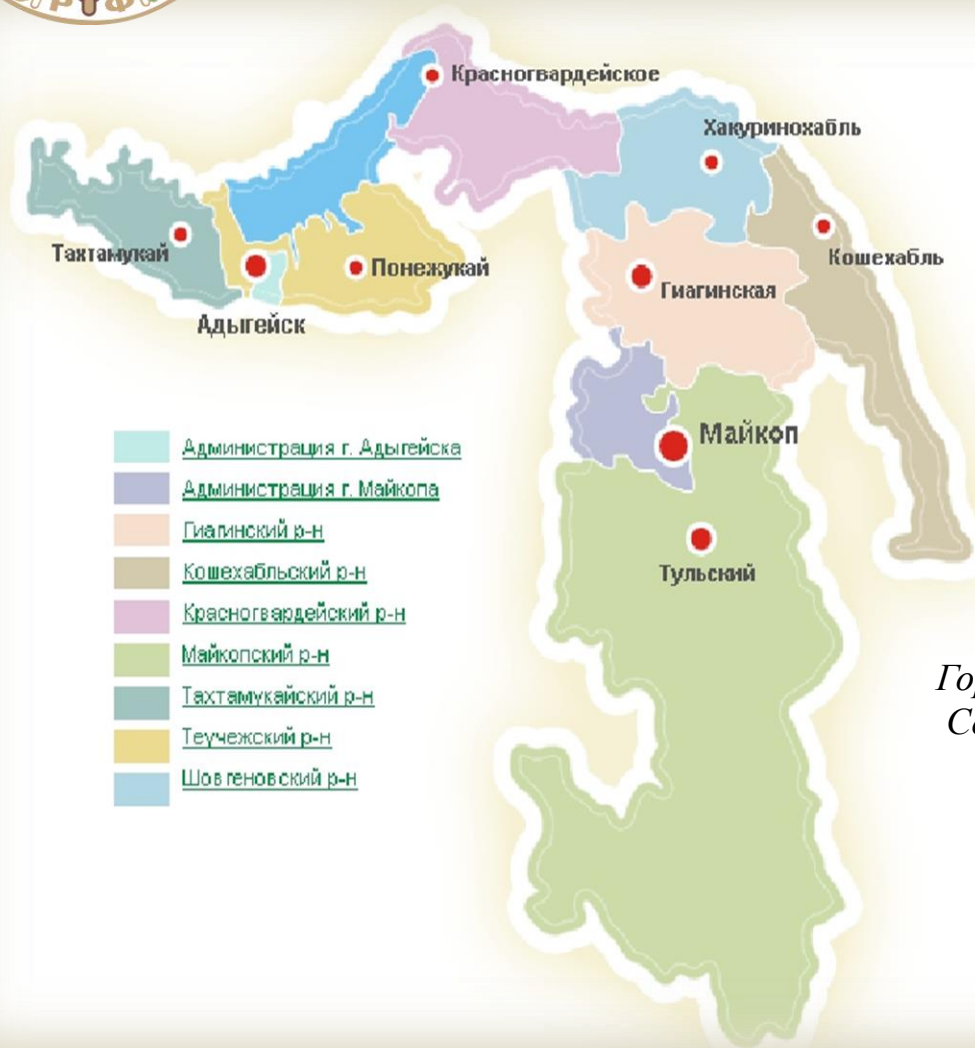 Красногвардейское
Хакуринохабль
Тахтамукай
Понежукай
Кошехабль
Гиагинская
Адыгейск
Майкоп
Администрация г. Адыгейска
Администрация г. Майкопа
Гиагинский р-н
Тульский
Кошехабльский р-н
Красногвардейский р-н
Майкопский р-н
Тахтамукайский р-н
Теучежский р-н
Шовгеновский р-н